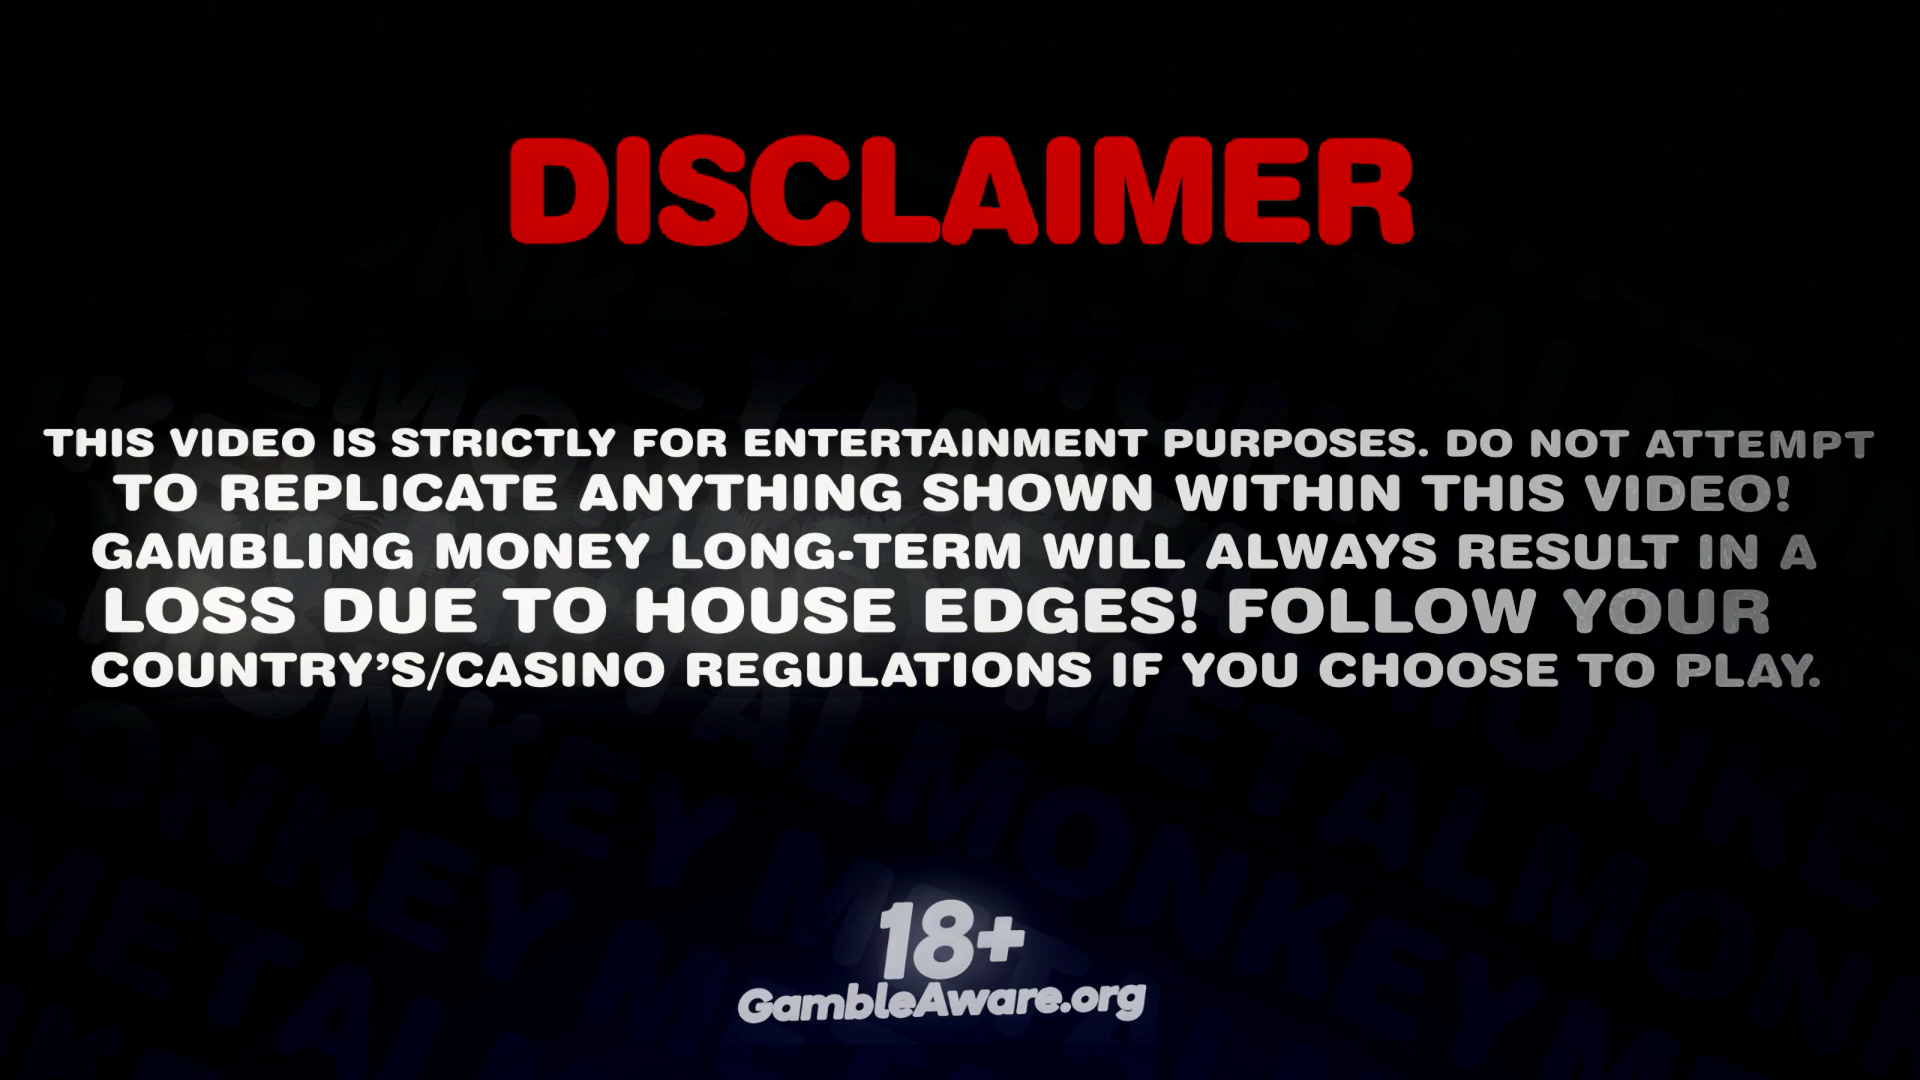 DISCLAIMER
THIS VIDEO IS STRICTLY FOR ENTERTAINMENT PURPOSES. DO NOT ATTEMPT
TO REPLICATE ANYTHING SHOWN WITHIN THIS VIDEO!
GAMBLING MONEY LONG-TERM WILL ALWAYS RESULT IN A
LOSS DUE TO HOUSE EDGES! FOLLOW YOUR
COUNTRY'S/CASINO REGULATIONS IF YOU CHOOSE TO PLAY.
18+
GambleAware.org